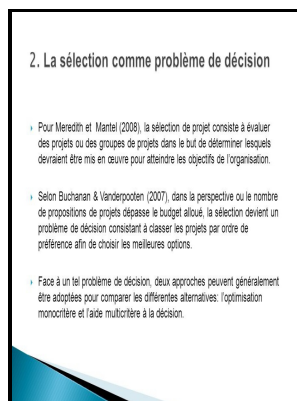 2. La sélection comme problème de décision
Pour Meredith et Mantel (2008), la sélection de projet consiste à évaluer
des projets ou des groupes de projets dans le but de déterminer lesquels
devraient être mis en œuvre pour atteindre les objectifs de l'organisation.
Selon Buchanan & Vanderpooten (2007), dans la perspective ou le nombre
de propositions de projets dépasse le budget alloué, la sélection devient un
problème de décision consistant à classer les projets par ordre de
préférence afin de choisir les meilleures options.
Face à un tel problème de décision, deux approches peuvent généralement
être adoptées pour comparer les différentes alternatives: l'optimisation
monocritère et l'aide multicritère à la décision.